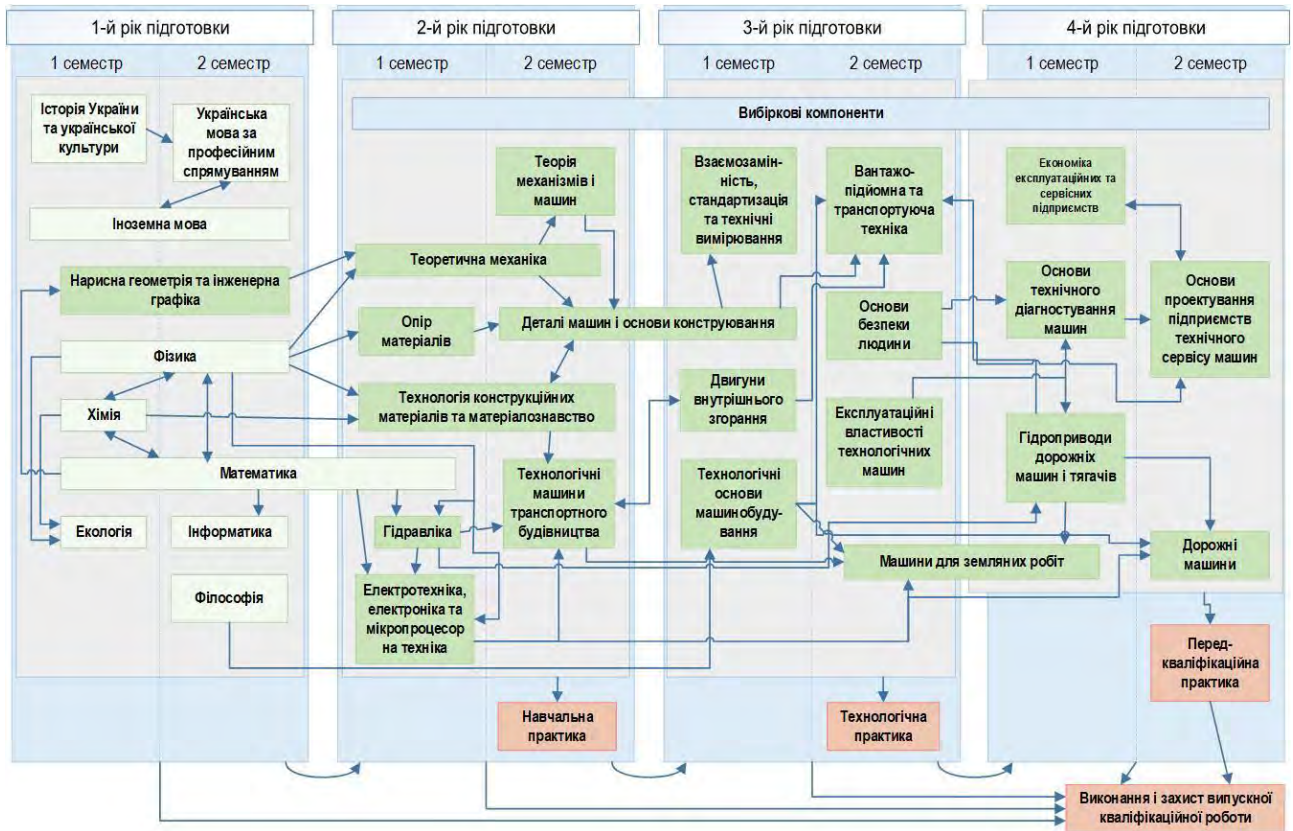 1-й рік підготовки
2-й рік підготовки
3-й рік підготовки
4-й рік підготовки
1 семестр
2 семестр
1 семестр
2 семестр
1 семестр
2 семестр
1 семестр
2 семестр
Вибіркові компоненти
Історія України
та української
культури
Українська
мова за
професійним
спрямуванням
Іноземна мова
Нарисна геометрія та інженерна
графіка
Фізика
Хімія
Математика
Екологія
Інформатика
Філософія
Теорія
механізмів і
машин
Теоретична механіка
Опір
матеріалів
Деталі машин і основи конструювання
Технологія конструкційних
матеріалів та матеріалознавство
Технологічні
машини
транспортного
будівництва
Гідравліка
Електротехніка,
електроніка та
мікропроцесор
на техніка
Навчальна
практика
Взаємозамін-
ність,
стандартизація
та технічні
вимірювання
Вантажо-
підйомна та
транспортуюча
техніка
Основи
безпеки
людини
Двигуни
внутрішнього
згорання
Експлуатаційні
властивості
технологічних
машин
Технологічні
основи
машинобуду-
вання
Машини для земляних робіт
Технологічна
практика
Економіка
експлуатаційних та
сервісних
підприємств
Основи
технічного
діагностування
машин
Основи
проектування
підприємств
технічного
сервісу машин
Гідроприводи
дорожніх
машин і тягачів
Дорожні
машини
Перед-
кваліфікаційна
практика
Виконання і захист випускної
кваліфікаційної роботи